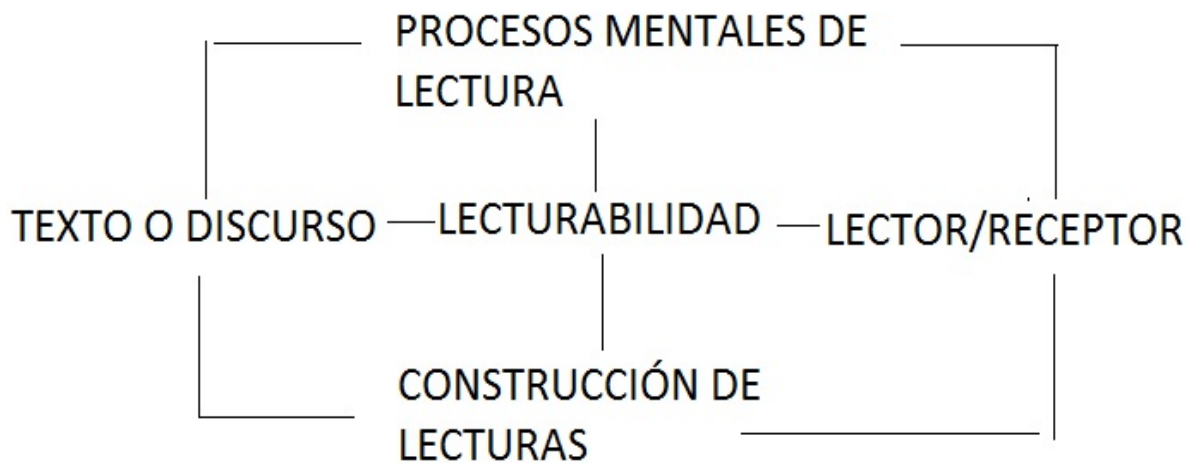 PROCESOS MENTALES DE
LECTURA
TEXTO O DISCURSO LECTURABILIDAD LECTOR/RECEPTOR
CONSTRUCCIÓN DE
LECTURAS